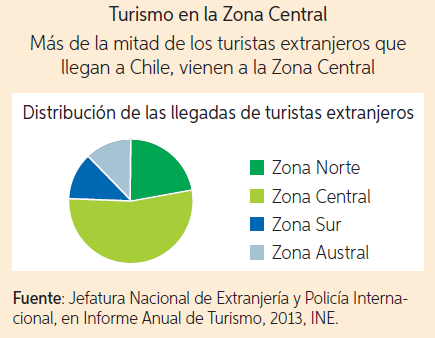 Turismo en la Zona Central
Más de la mitad de los turistas extranjeros que
llegan a Chile, vienen a la Zona Central
Distribución de las llegadas de turistas extranjeros
Zona Norte
Zona Central
Zona Sur
Zona Austral
Fuente: Jefatura Nacional de Extranjería y Policía Interna-
cional, en Informe Anual de Turismo, 2013, INE.